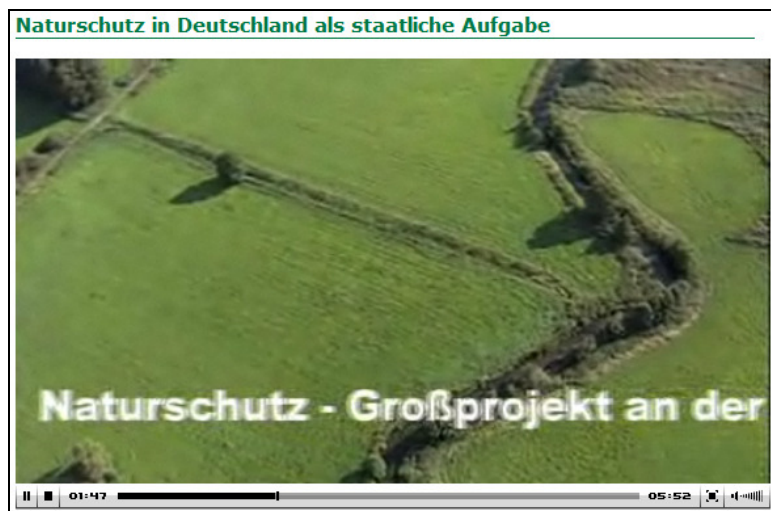 Naturschutz in Deutschland als staatliche Aufgabe
Naturschutz - Großprojekt an der
01:47 05:52